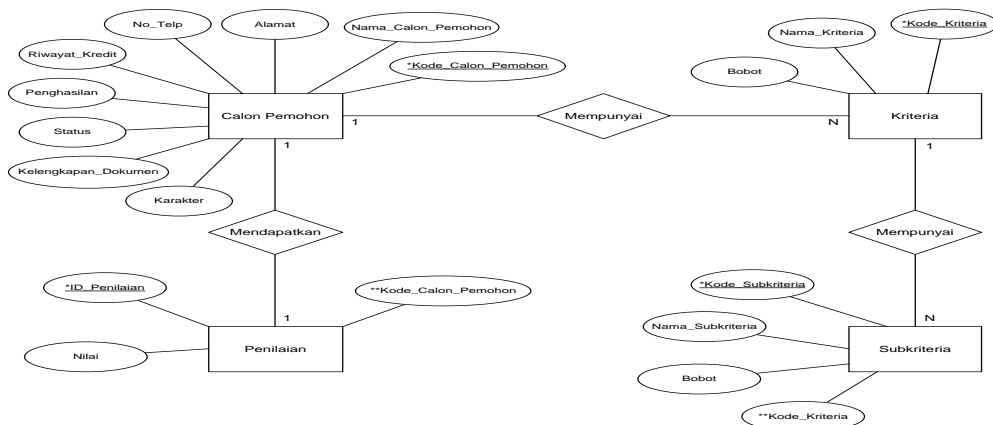 No_Telp
Alamat
Nama_Calon_Pemohon
*Kode_Calon_Pemohon
Riwayat_Kredit
Penghasilan
Status
Kelengkapan_Dokumen
Karakter
Calon Pemohon
1
Mempunyai
N
Nama_Kriteria
*Kode_Kriteria
Bobot
Kriteria
1
1
Mendapatkan
Mempunyai
*ID_Penilaian
**Kode_Calon_Pemohon
1
Nilai
Penilaian
*Kode_Subkriteria
N
Nama_Subkriteria
Subkriteria
Bobot
**Kode_Kriteria